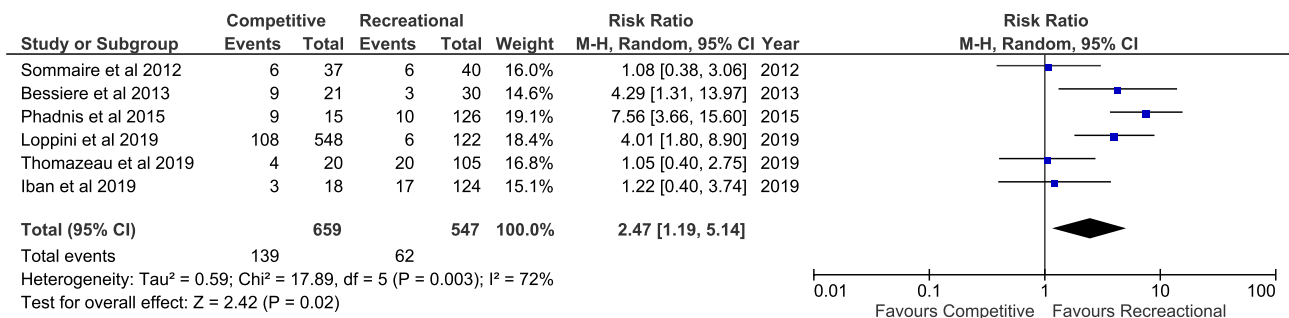 Competitive Recreational Risk Ratio Risk Ratio
Study or Subgroup Events Total Events Total Weight M-H, Random, 95% CI Year M-H, Random, 95% CI
Sommaire et al 2012 6 37 6 40 16.0% 1.08 [0.38, 3.06] 2012
Bessiere et al 2013 9 21 3 30 14.6% 4.29 [1.31, 13.97] 2013
Phadnis et al 2015 9 15 10 126 19.1% 7.56 [3.66, 15.60] 2015
Loppini et al 2019 108 548 6 122 18.4% 4.01 [1.80, 8.90] 2019
Thomazeau et al 2019 4 20 20 105 16.8% 1.05 [0.40, 2.75] 2019
Iban et al 2019 3 18 17 124 15.1% 1.22 [0.40, 3.74] 2019
Total (95% CI) 659 547 100.0% 2.47 [1.19, 5.14]
Total events 139 62
Heterogeneity: Tau² = 0.59; Chi² = 17.89, df = 5 (P = 0.003); I² = 72%
Test for overall effect: Z = 2.42 (P = 0.02)
0.01 0.1 1 10 100
Favours Competitive Favours Recreactional